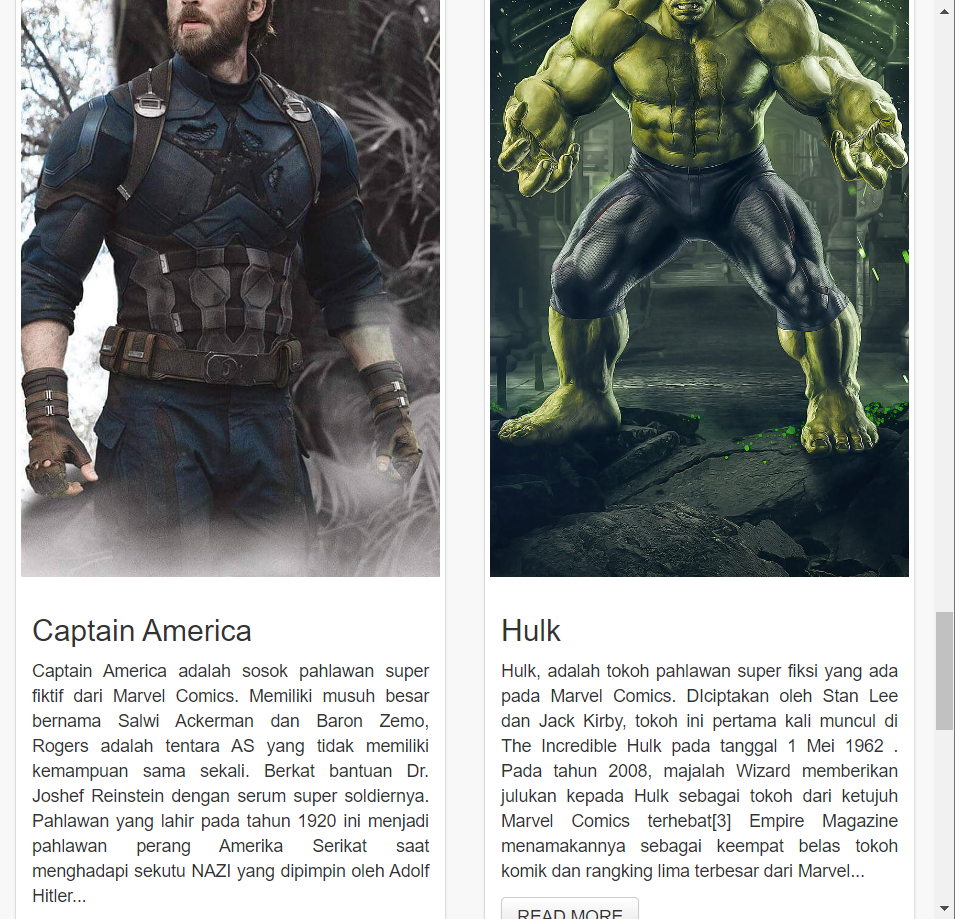 Captain America
Captain America adalah sosok pahlawan super
fiktif dari Marvel Comics. Memiliki musuh besar
bernama Salwi Ackerman dan Baron Zemo,
Rogers adalah tentara AS yang tidak memiliki
kemampuan sama sekali. Berkat bantuan Dr.
Joshef Reinstein dengan serum super soldiernya.
Pahlawan yang lahir pada tahun 1920 ini menjadi
pahlawan perang Amerika Serikat saat
menghadapi sekutu NAZI yang dipimpin oleh Adolf
Hitler...
Hulk
Hulk, adalah tokoh pahlawan super fiksi yang ada
pada Marvel Comics. DIciptakan oleh Stan Lee
dan Jack Kirby, tokoh ini pertama kali muncul di
The Incredible Hulk pada tanggal 1 Mei 1962 .
Pada tahun 2008, majalah Wizard memberikan
julukan kepada Hulk sebagai tokoh dari ketujuh
Marvel Comics terhebat[3] Empire Magazine
menamakannya sebagai keempat belas tokoh
komik dan rangking lima terbesar dari Marvel...
READ MORE